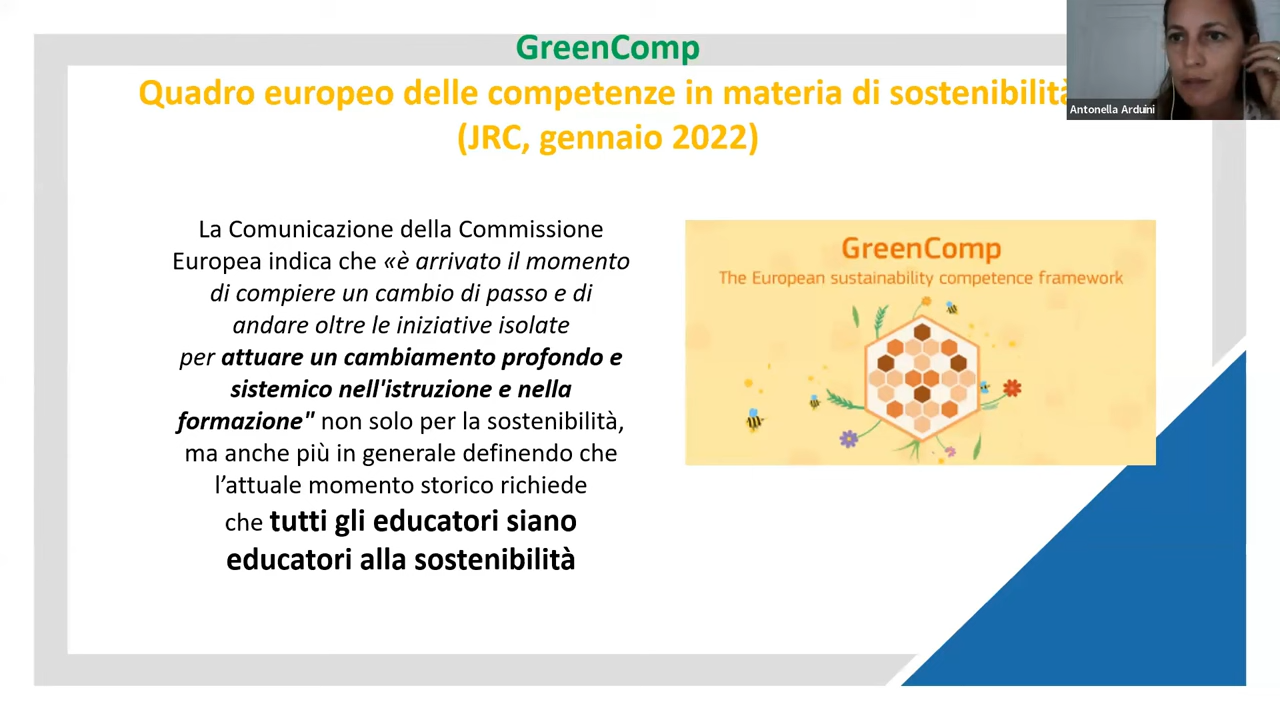 GreenComp
Quadro europeo delle competenze in materia di sostenibilità
(JRC, gennaio 2022)
Antonella Arduini
La Comunicazione della Commissione
Europea indica che «è arrivato il momento
di compiere un cambio di passo e di
andare oltre le iniziative isolate
per attuare un cambiamento profondo e
sistemico nell'istruzione e nella
formazione" non solo per la sostenibilità,
ma anche più in generale definendo che
l’attuale momento storico richiede
che tutti gli educatori siano
educatori alla sostenibilità
GreenComp
The European sustainability competence framework